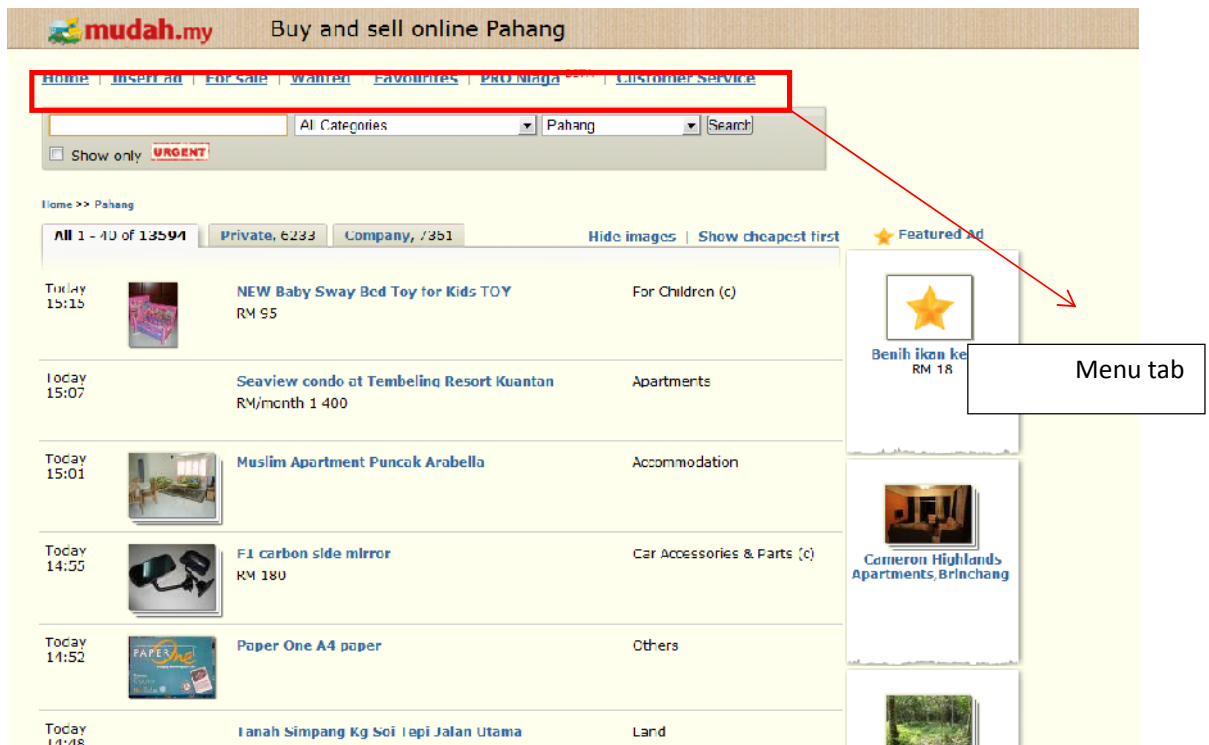 mudah.my Buy and sell online Pahang
Home | Insert ad | For sale | Wanted Favourites | PRO Niaga BETA | Customer Service
All Categories Pahang Search
Show only URGENT
Home >> Pahang
All 1 - 40 of 13594 Private, 6233 Company, 7361 Hide images | Show cheapest first Featured Ad
Today
15:15
NEW Baby Sway Bed Toy for Kids TOY
RM 95
For Children (c)
Benih ikan ke
RM 18
Menu tab
Today
15:07
Seaview condo at Tembeling Resort Kuantan
RM/month 1 400
Apartments
Today
15:01
Muslim Apartment Puncak Arabella
Accommodation
Today
14:55
F1 carbon side mirror
RM 180
Car Accessories & Parts (c)
Cameron Highlands
Apartments,Brinchang
Today
14:52
PAPER One
Paper One A4 paper
Others
Today
14:48
Tanah Simpang Kg Soi Tepi Jalan Utama
Land